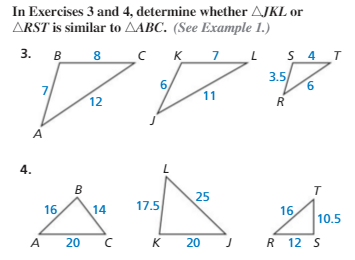 In Exercises 3 and 4, determine whether △JKL or
△RST is similar to △ABC. (See Example 1.)
3. B 8 C K 7 L S 4 T
7 12 6 11 3.5 6
A J R
4. B L T
16 14 17.5 25 16 10.5
A 20 C K 20 J R 12 S